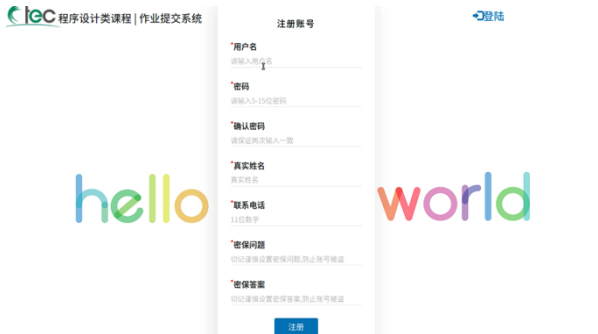 ctec 程序设计类课程 | 作业提交系统
登陆
注册账号
*用户名
请输入用户名
*密码
请输入5-15位密码
*确认密码
请保证两次输入一致
*真实姓名
真实姓名
*联系电话
11位数字
*密保问题
切记谨慎设置密保问题,防止账号被盗
*密保答案
切记谨慎设置密保答案,防止账号被盗
注册
hello world